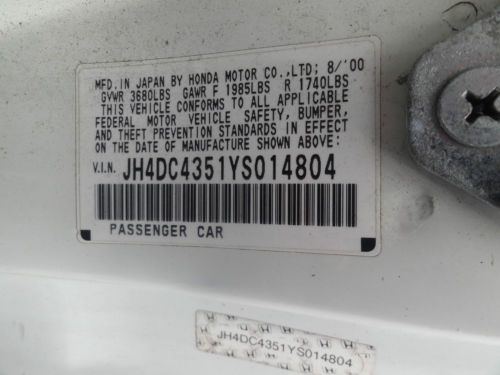 MFD. IN JAPAN BY HONDA MOTOR CO.,LTD; 8/'00
GVWR 3680LBS GAWR F 1985LBS R 1740LBS
THIS VEHICLE CONFORMS TO ALL APPLICABLE
FEDERAL MOTOR VEHICLE SAFETY, BUMPER,
AND THEFT PREVENTION STANDARDS IN EFFECT
ON THE DATE OF MANUFACTURE SHOWN ABOVE:
V.I.N. JH4DC4351YS014804
PASSENGER CAR
JH4DC4351YS014804